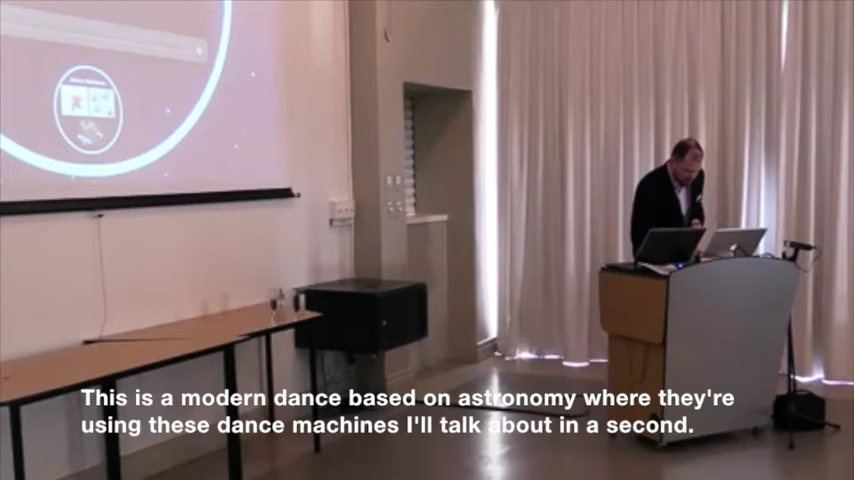 This is a modern dance based on astronomy where they're
using these dance machines I'll talk about in a second.